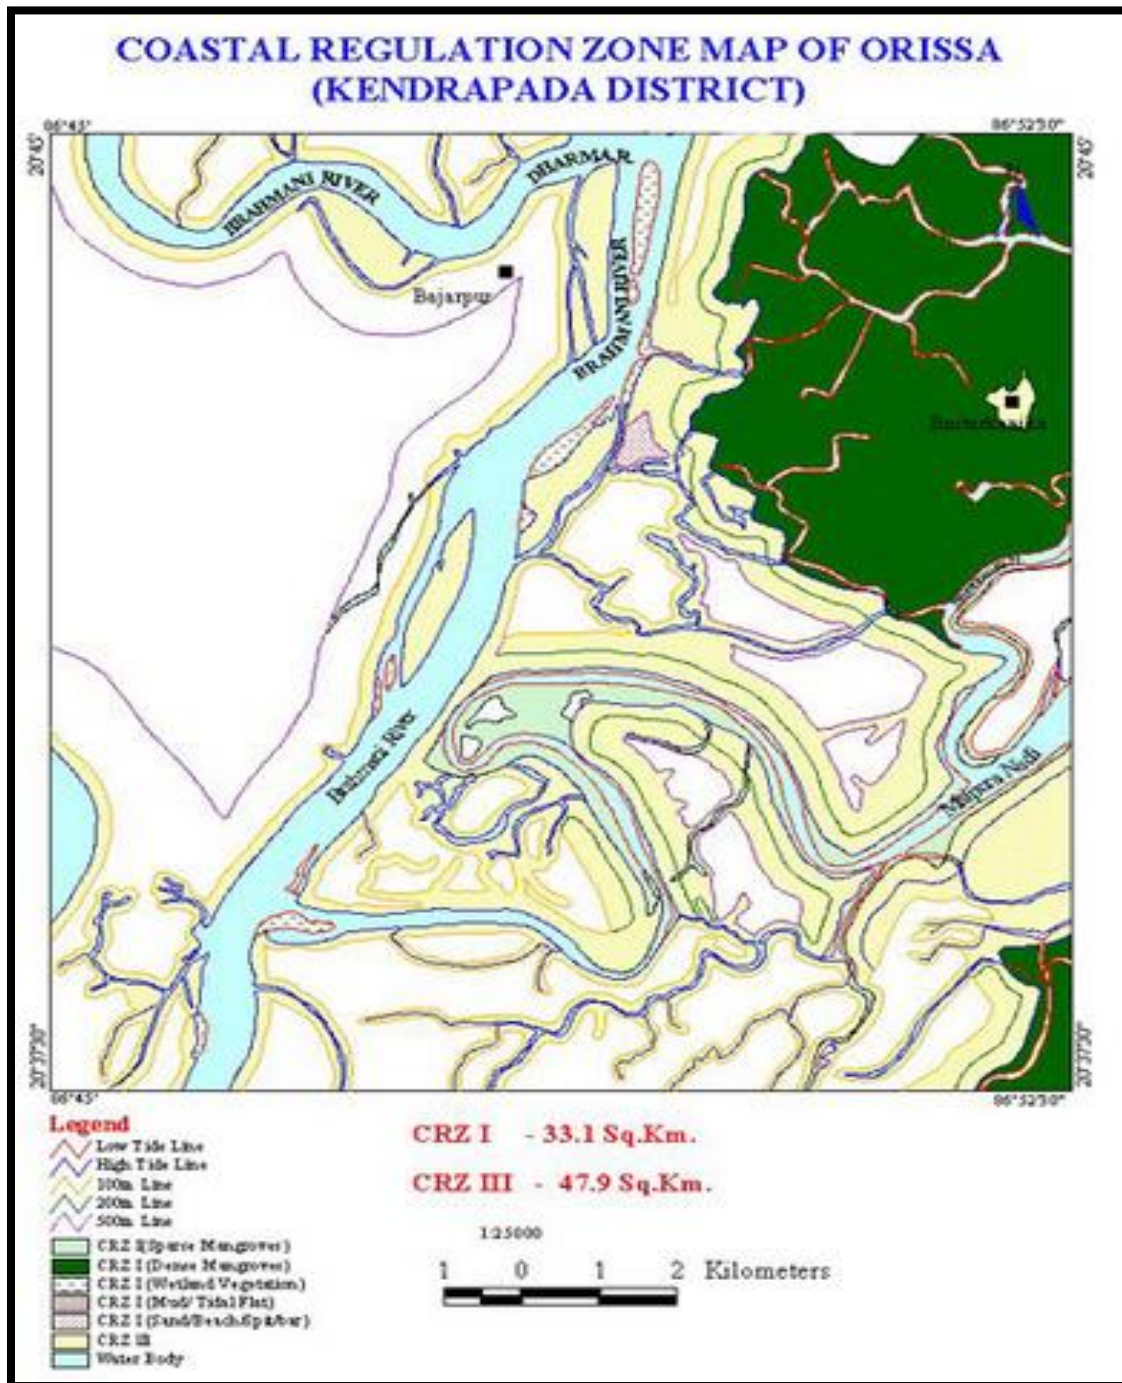 COASTAL REGULATION ZONE MAP OF ORISSA
(KENDRAPADA DISTRICT)
86°45'
86°52'30"
20°45'
20°45'
BRAHMANI RIVER
DHARMA R.
BRAHMANI RIVER
Bajarpur
Brahmani River
Maipura Nadi
20°37'30"
20°37'30"
86°45'
86°52'30"
Legend
Low Tide Line
High Tide Line
100m Line
200m Line
500m Line
CRZ I(Sparse Mangroves)
CRZ I (Dense Mangroves)
CRZ I (Wetland Vegetation)
CRZ I (Mud/ Tidal Flat)
CRZ I (Sand/Beach/Spit/bar)
CRZ III
Water Body
CRZ I - 33.1 Sq.Km.
CRZ III - 47.9 Sq.Km.
1:25000
1 0 1 2 Kilometers